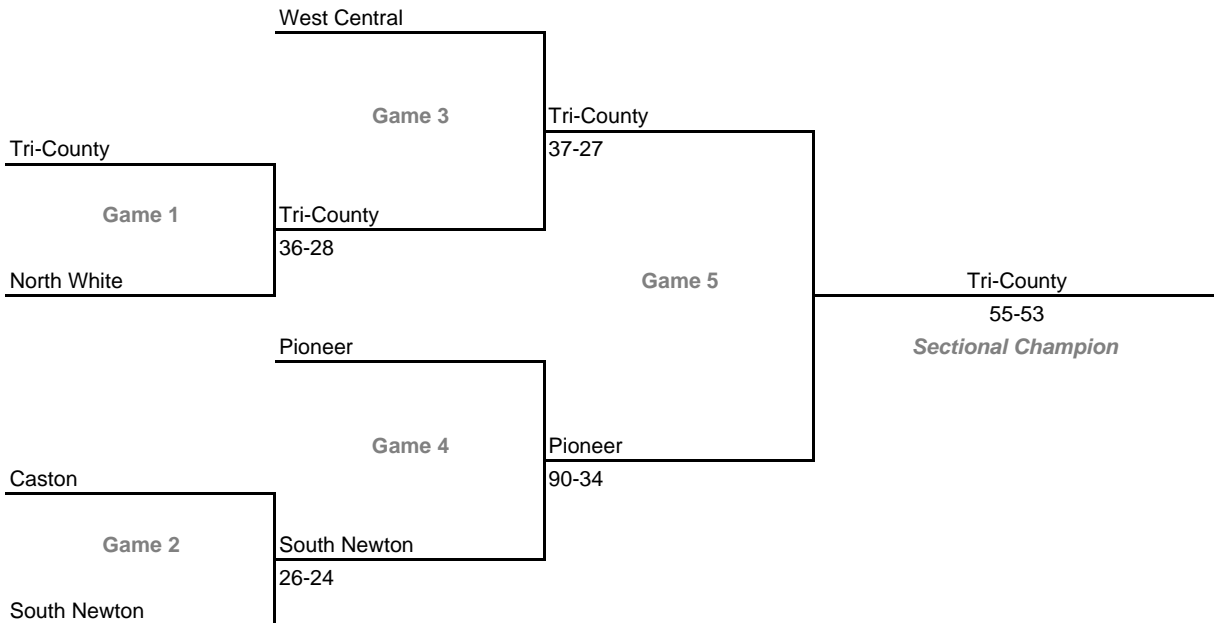 West Central
Game 3
Tri-County
Tri-County
37-27
Game 1
Tri-County
36-28
North White
Game 5
Tri-County
55-53
Pioneer
Sectional Champion
Game 4
Pioneer
Caston
90-34
Game 2
South Newton
26-24
South Newton